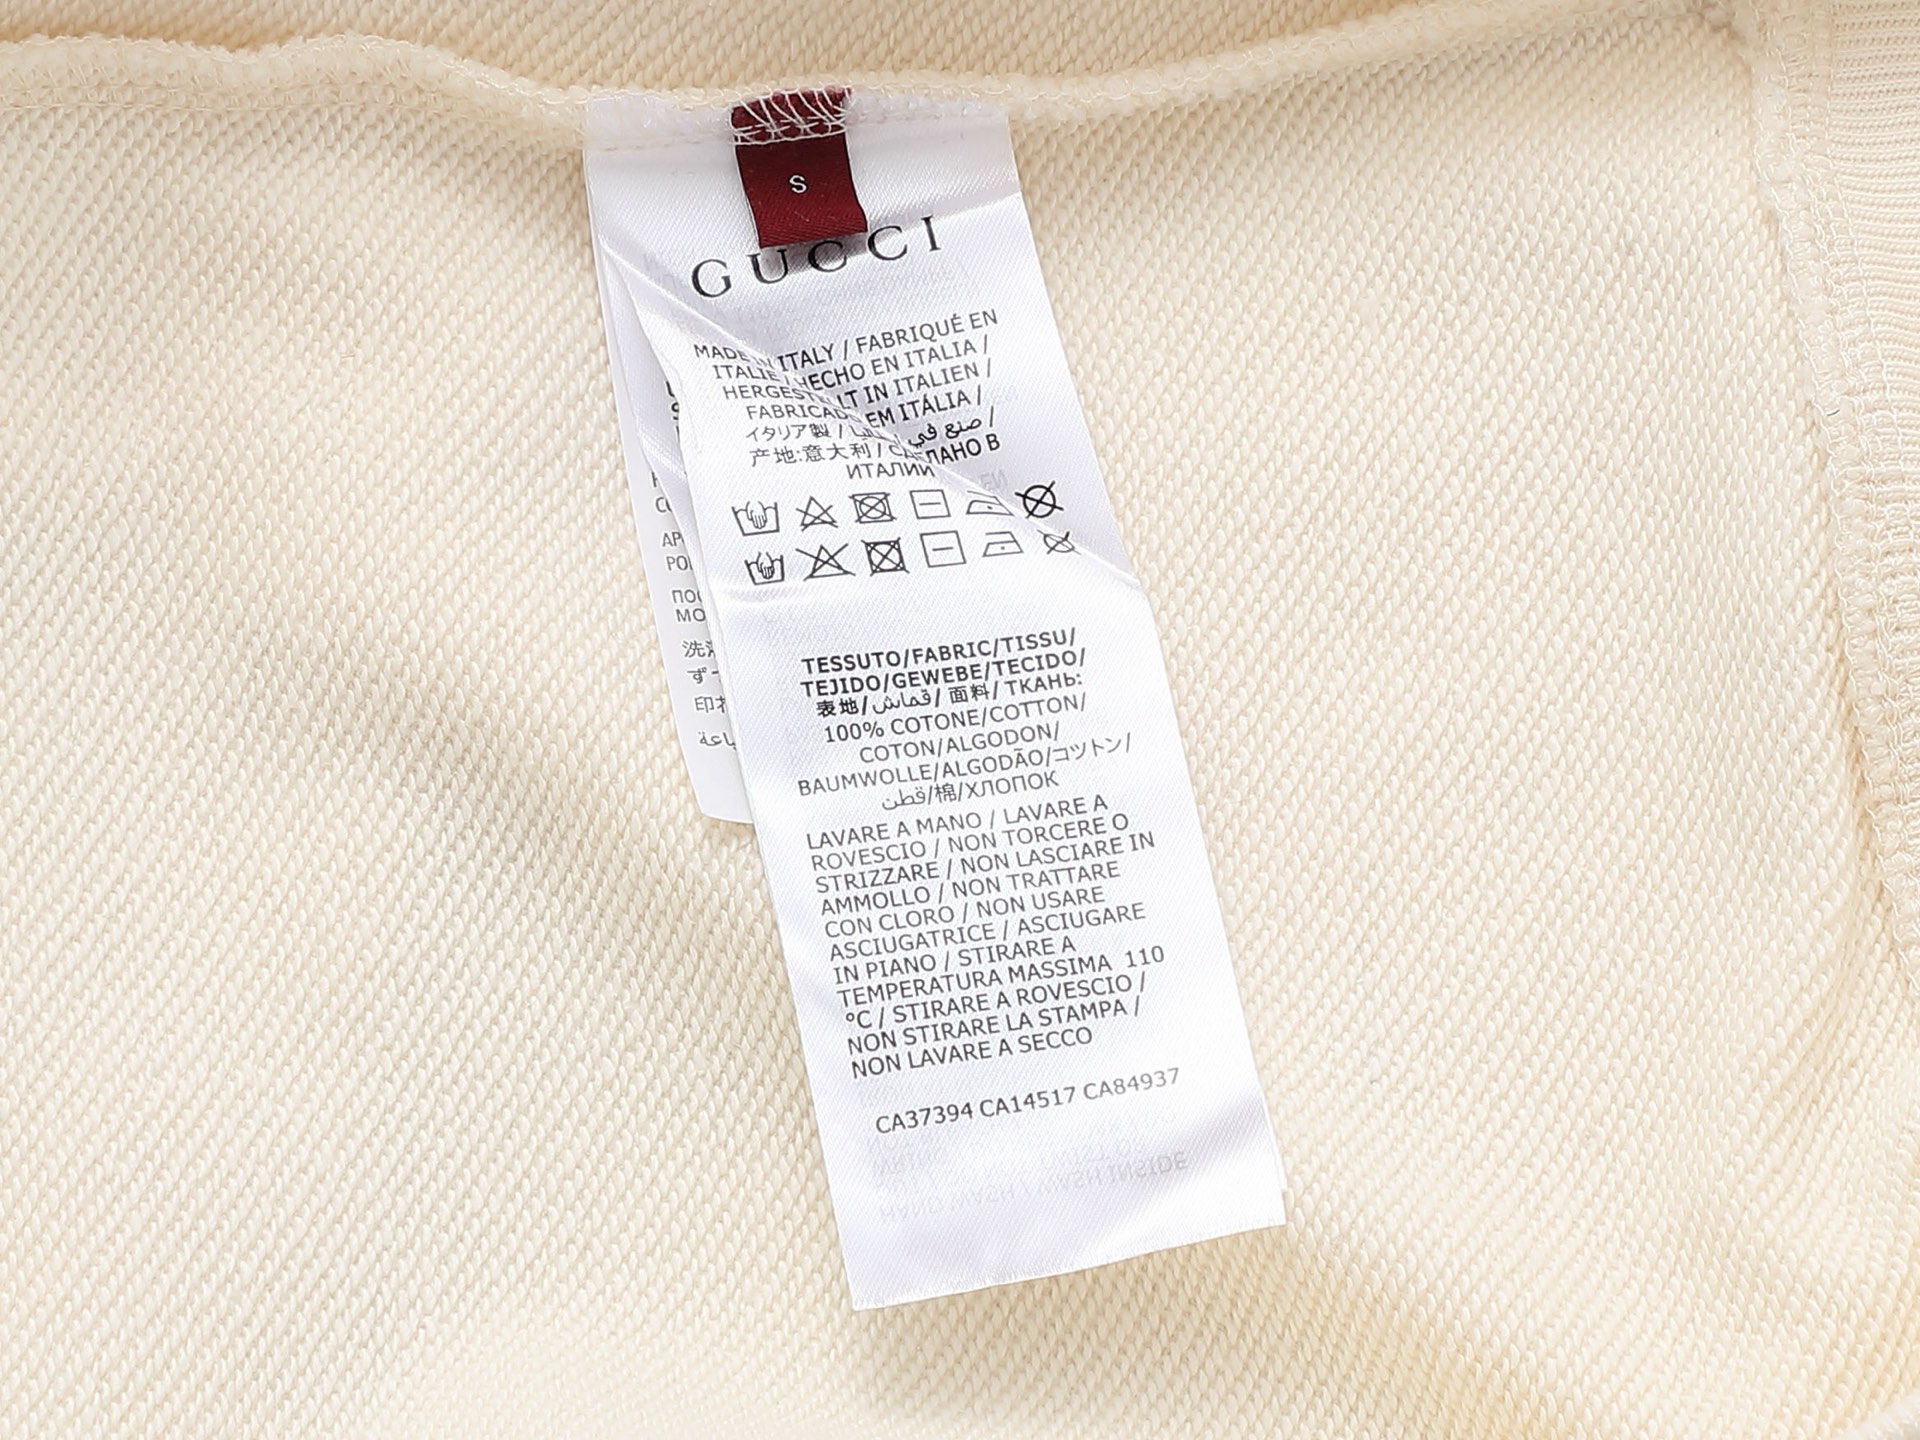 S
GUCCI
MADE IN ITALY / FABRIQUÉ EN
ITALIE / HECHO EN ITALIA /
HERGESTELLT IN ITALIEN /
FABRICADO EM ITÁLIA /
イタリア製 / صنع في /
产地:意大利 / СДЕЛАНО В
ИТАЛИИ
TESSUTO/FABRIC/TISSU/
TEJIDO/GEWEBE/TECIDO/
表地/قماش/ 面料/ ТКАНЬ:
100% COTONE/COTTON/
COTON/ALGODON/
BAUMWOLLE/ALGODÃO/コットン/
قطن/棉/ХЛОПОК
LAVARE A MANO / LAVARE A
ROVESCIO / NON TORCERE O
STRIZZARE / NON LASCIARE IN
AMMOLLO / NON TRATTARE
CON CLORO / NON USARE
ASCIUGATRICE / ASCIUGARE
IN PIANO / STIRARE A
TEMPERATURA MASSIMA 110
°C / STIRARE A ROVESCIO /
NON STIRARE LA STAMPA /
NON LAVARE A SECCO
CA37394 CA14517 CA84937